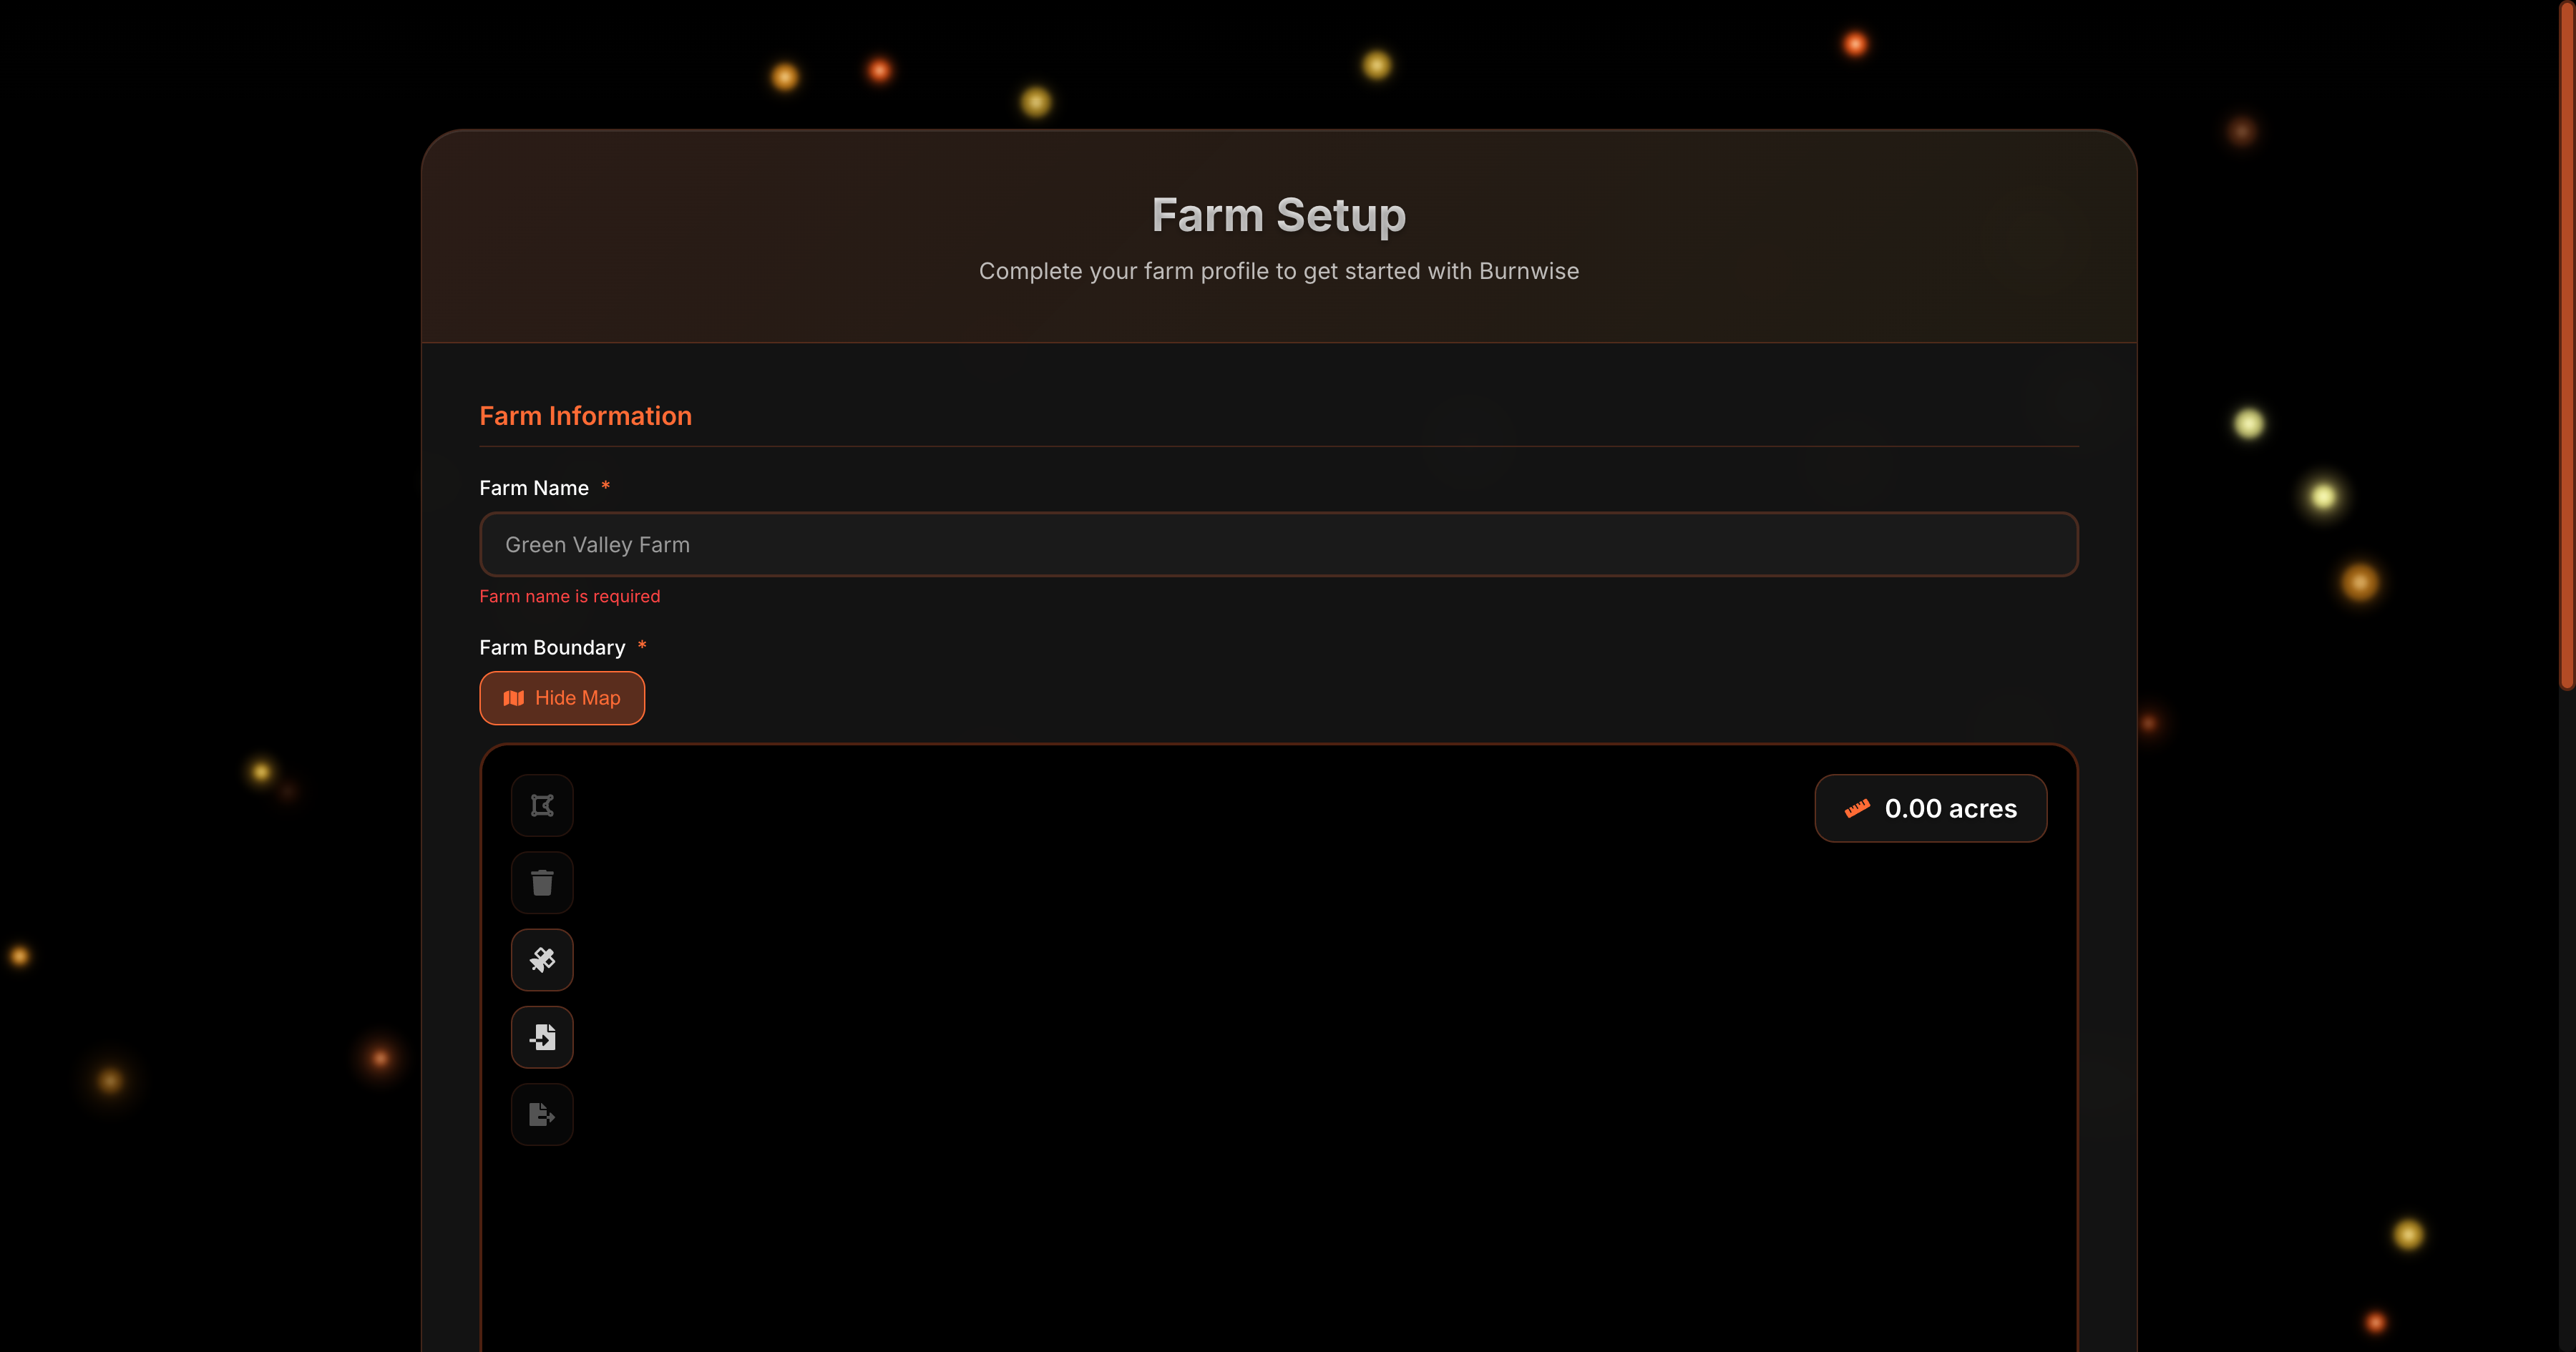 Farm Setup
Complete your farm profile to get started with Burnwise
Farm Information
Farm Name *
Green Valley Farm
Farm name is required
Farm Boundary *
Hide Map
0.00 acres